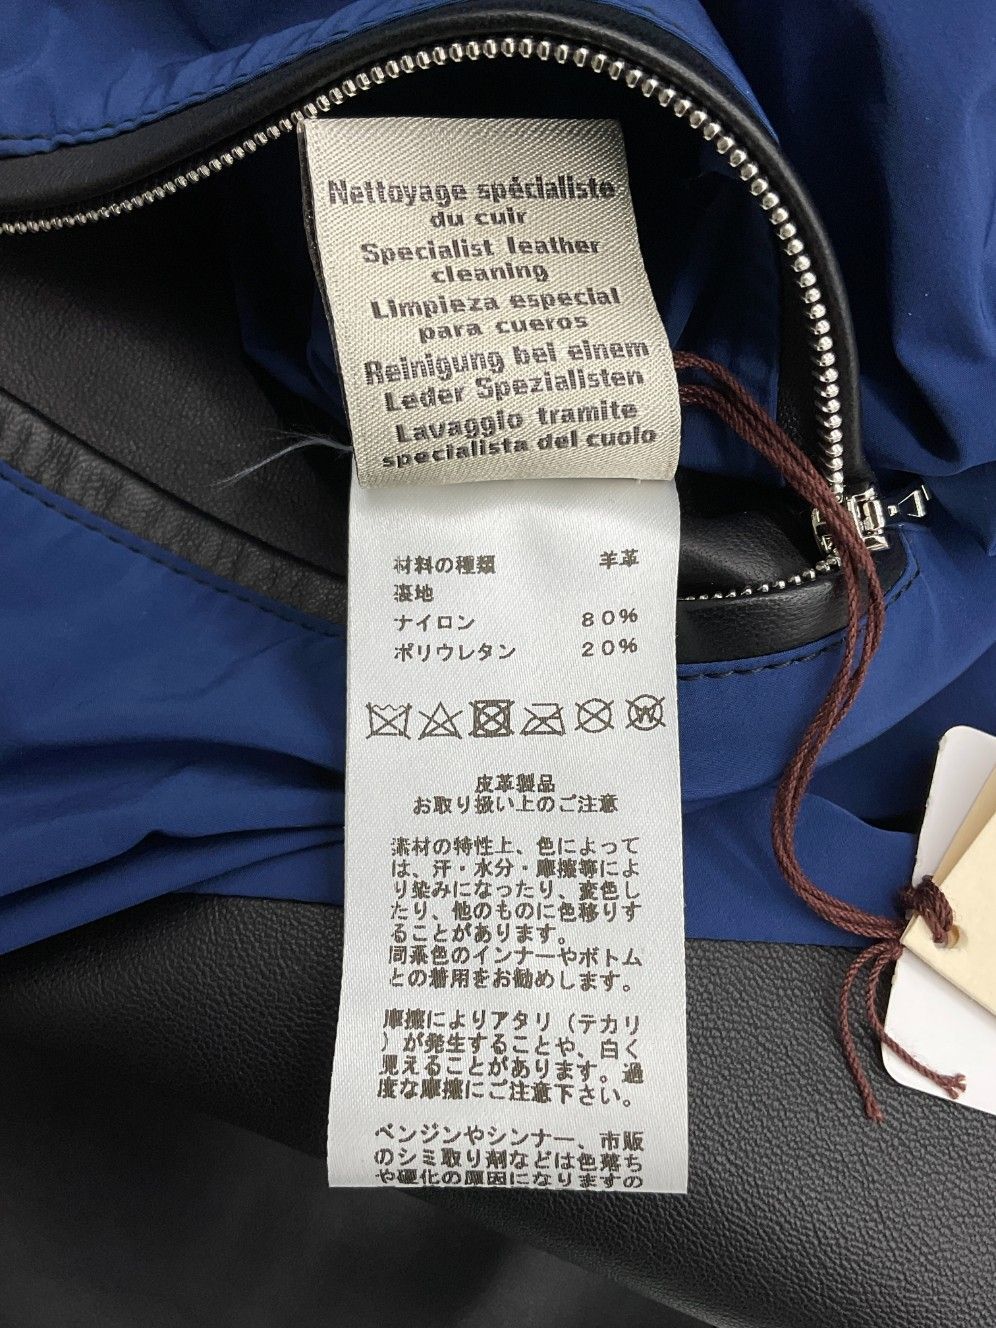 Nettoyage spécialiste
du cuir
Specialist leather
cleaning
Limpieza especial
para cueros
Reinigung bei einem
Leder Spezialisten
Lavaggio tramite
specialista del cuoio
材料の種類 羊革
裏地
ナイロン 80%
ポリウレタン 20%
W
皮革製品
お取り扱い上のご注意
素材の特性上、色によって
は、汗・水分・摩擦等によ
り染みになったり、変色し
たり、他のものに色移りす
ることがあります。
同系色のインナーやボトム
との着用をお勧めします。
摩擦によりアタリ（テカリ
）が発生することや、白く
見えることがあります。過
度な摩擦にご注意下さい。
ベンジンやシンナー、市販
のシミ取り剤などは色落ち
や硬化の原因になりますの